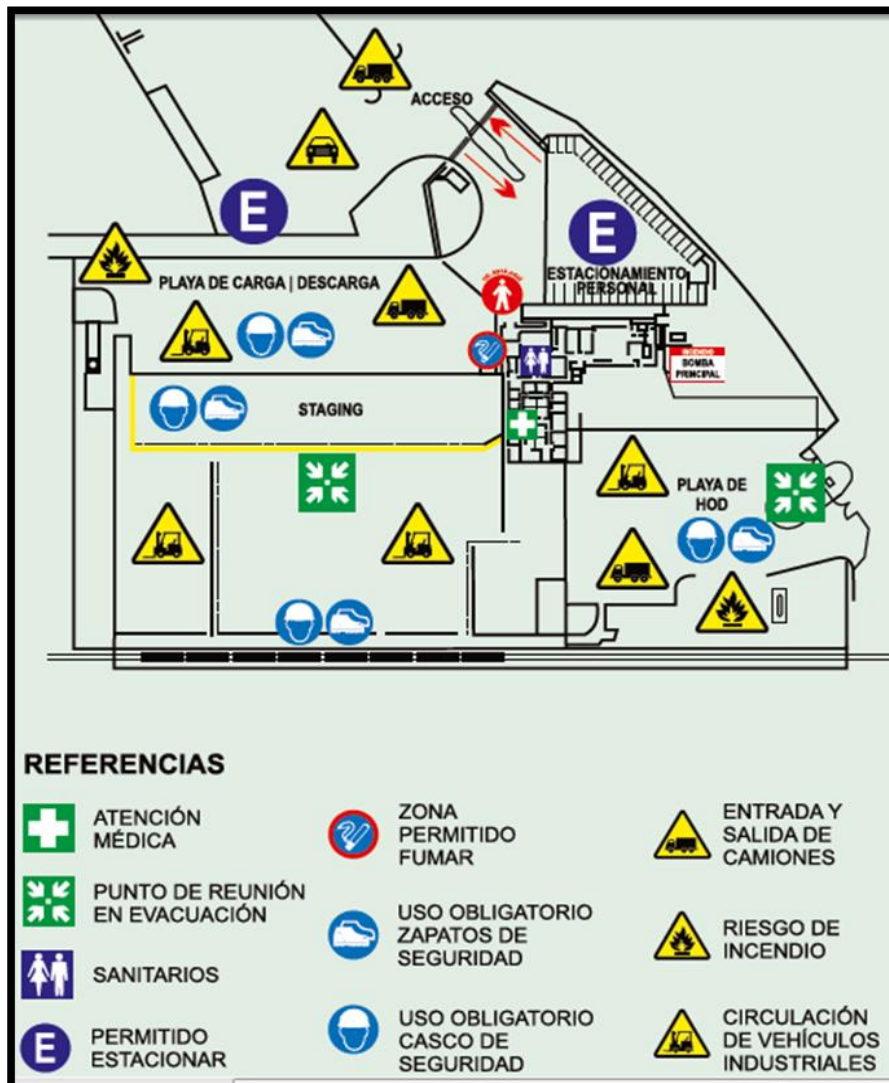 ACCESO
E
E
ESTACIONAMIENTO
PERSONAL
PLAYA DE CARGA | DESCARGA
INCENDIO
BOMBA
PRINCIPAL
STAGING
PLAYA DE
HOD
REFERENCIAS
ATENCIÓN
MÉDICA
PUNTO DE REUNIÓN
EN EVACUACIÓN
SANITARIOS
E
PERMITIDO
ESTACIONAR
ZONA
PERMITIDO
FUMAR
USO OBLIGATORIO
ZAPATOS DE
SEGURIDAD
USO OBLIGATORIO
CASCO DE
SEGURIDAD
ENTRADA Y
SALIDA DE
CAMIONES
RIESGO DE
INCENDIO
CIRCULACIÓN
DE VEHÍCULOS
INDUSTRIALES